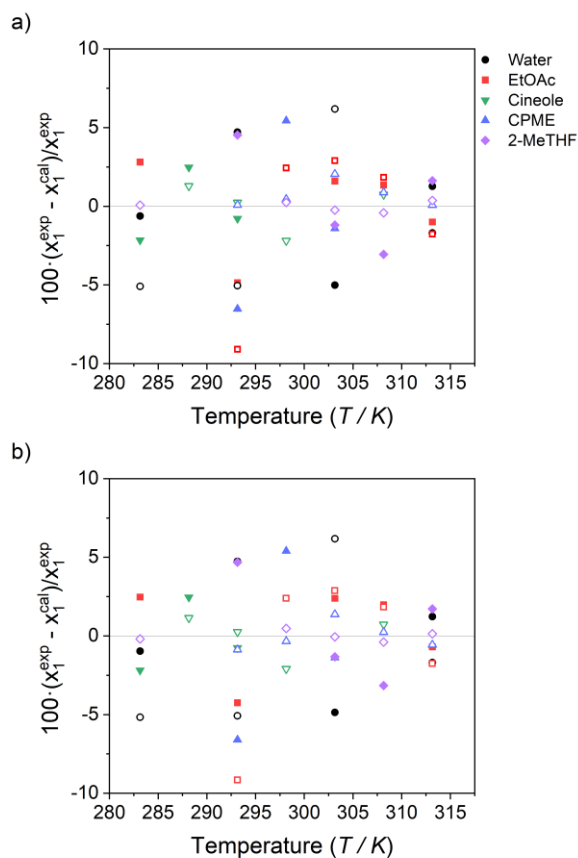 a)
10
5
0
-5
-10
100·(x₁ᵉˣᵖ - x₁ᶜᵃˡ)/x₁ᵉˣᵖ
280 285 290 295 300 305 310 315
Temperature (T / K)
Water
EtOAc
Cineole
CPME
2-MeTHF
b)
10
5
0
-5
-10
100·(x₁ᵉˣᵖ - x₁ᶜᵃˡ)/x₁ᵉˣᵖ
280 285 290 295 300 305 310 315
Temperature (T / K)